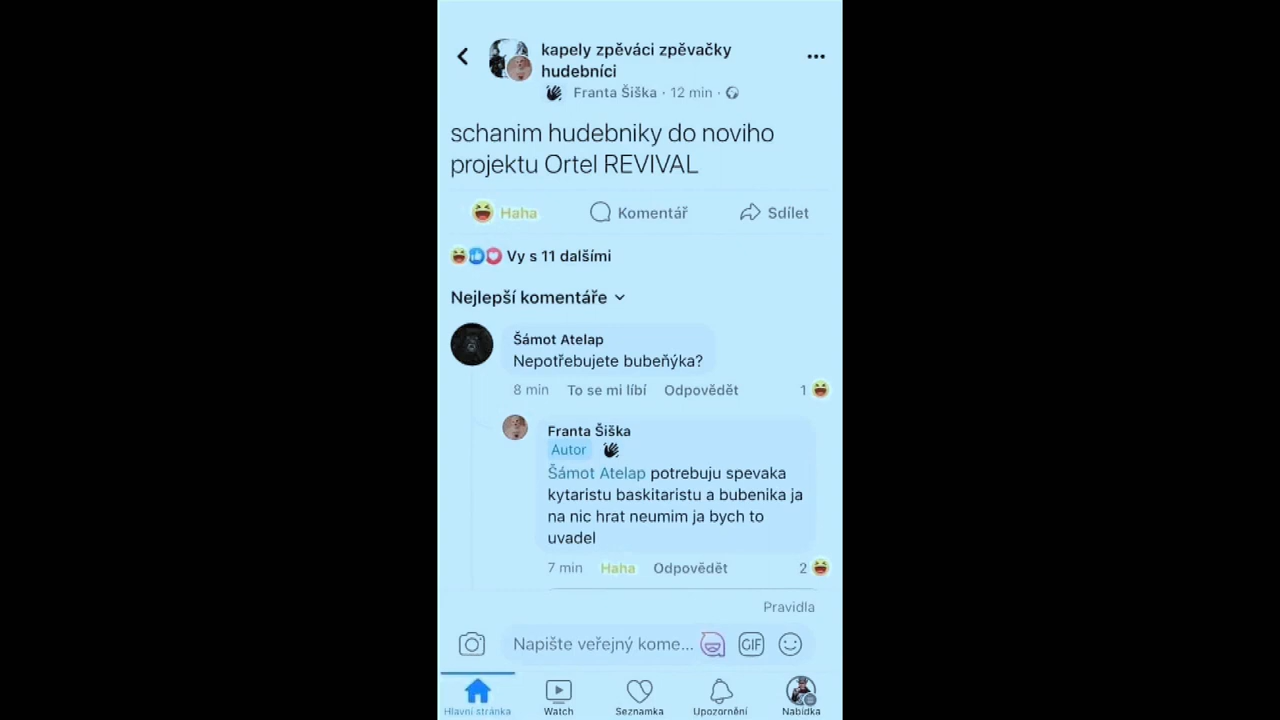 kapely zpěváci zpěvačky
hudebníci
Franta Šiška · 12 min ·
schanim hudebniky do noviho
projektu Ortel REVIVAL
Haha Komentář Sdílet
Vy s 11 dalšími
Nejlepší komentáře
Šámot Atelap
Nepotřebujete bubeňýka?
8 min To se mi líbí Odpovědět 1
Franta Šiška
Autor
Šámot Atelap potrebuju spevaka
kytaristu baskitaristu a bubenika ja
na nic hrat neumim ja bych to
uvadel
7 min Haha Odpovědět 2
Pravidla
Napište veřejný kome... GIF
Hlavní stránka Watch Seznamka Upozornění Nabídka